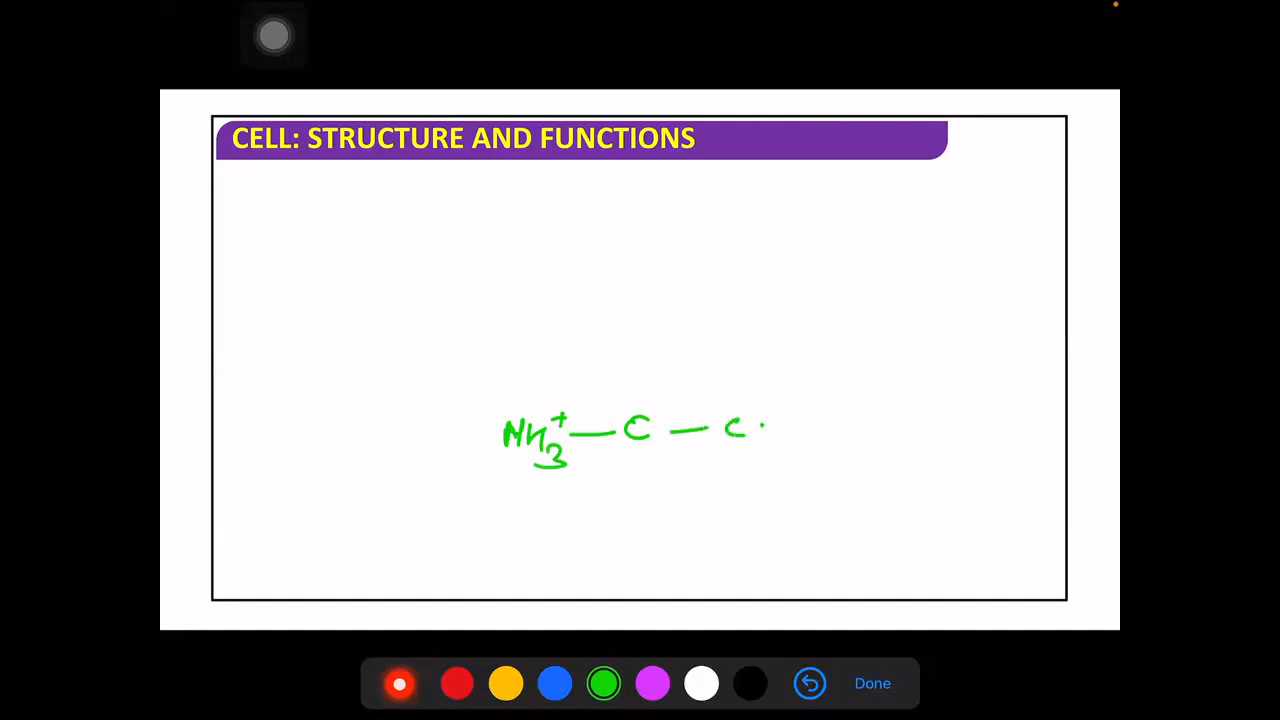 CELL: STRUCTURE AND FUNCTIONS
NH₃⁺ — C — C
Done